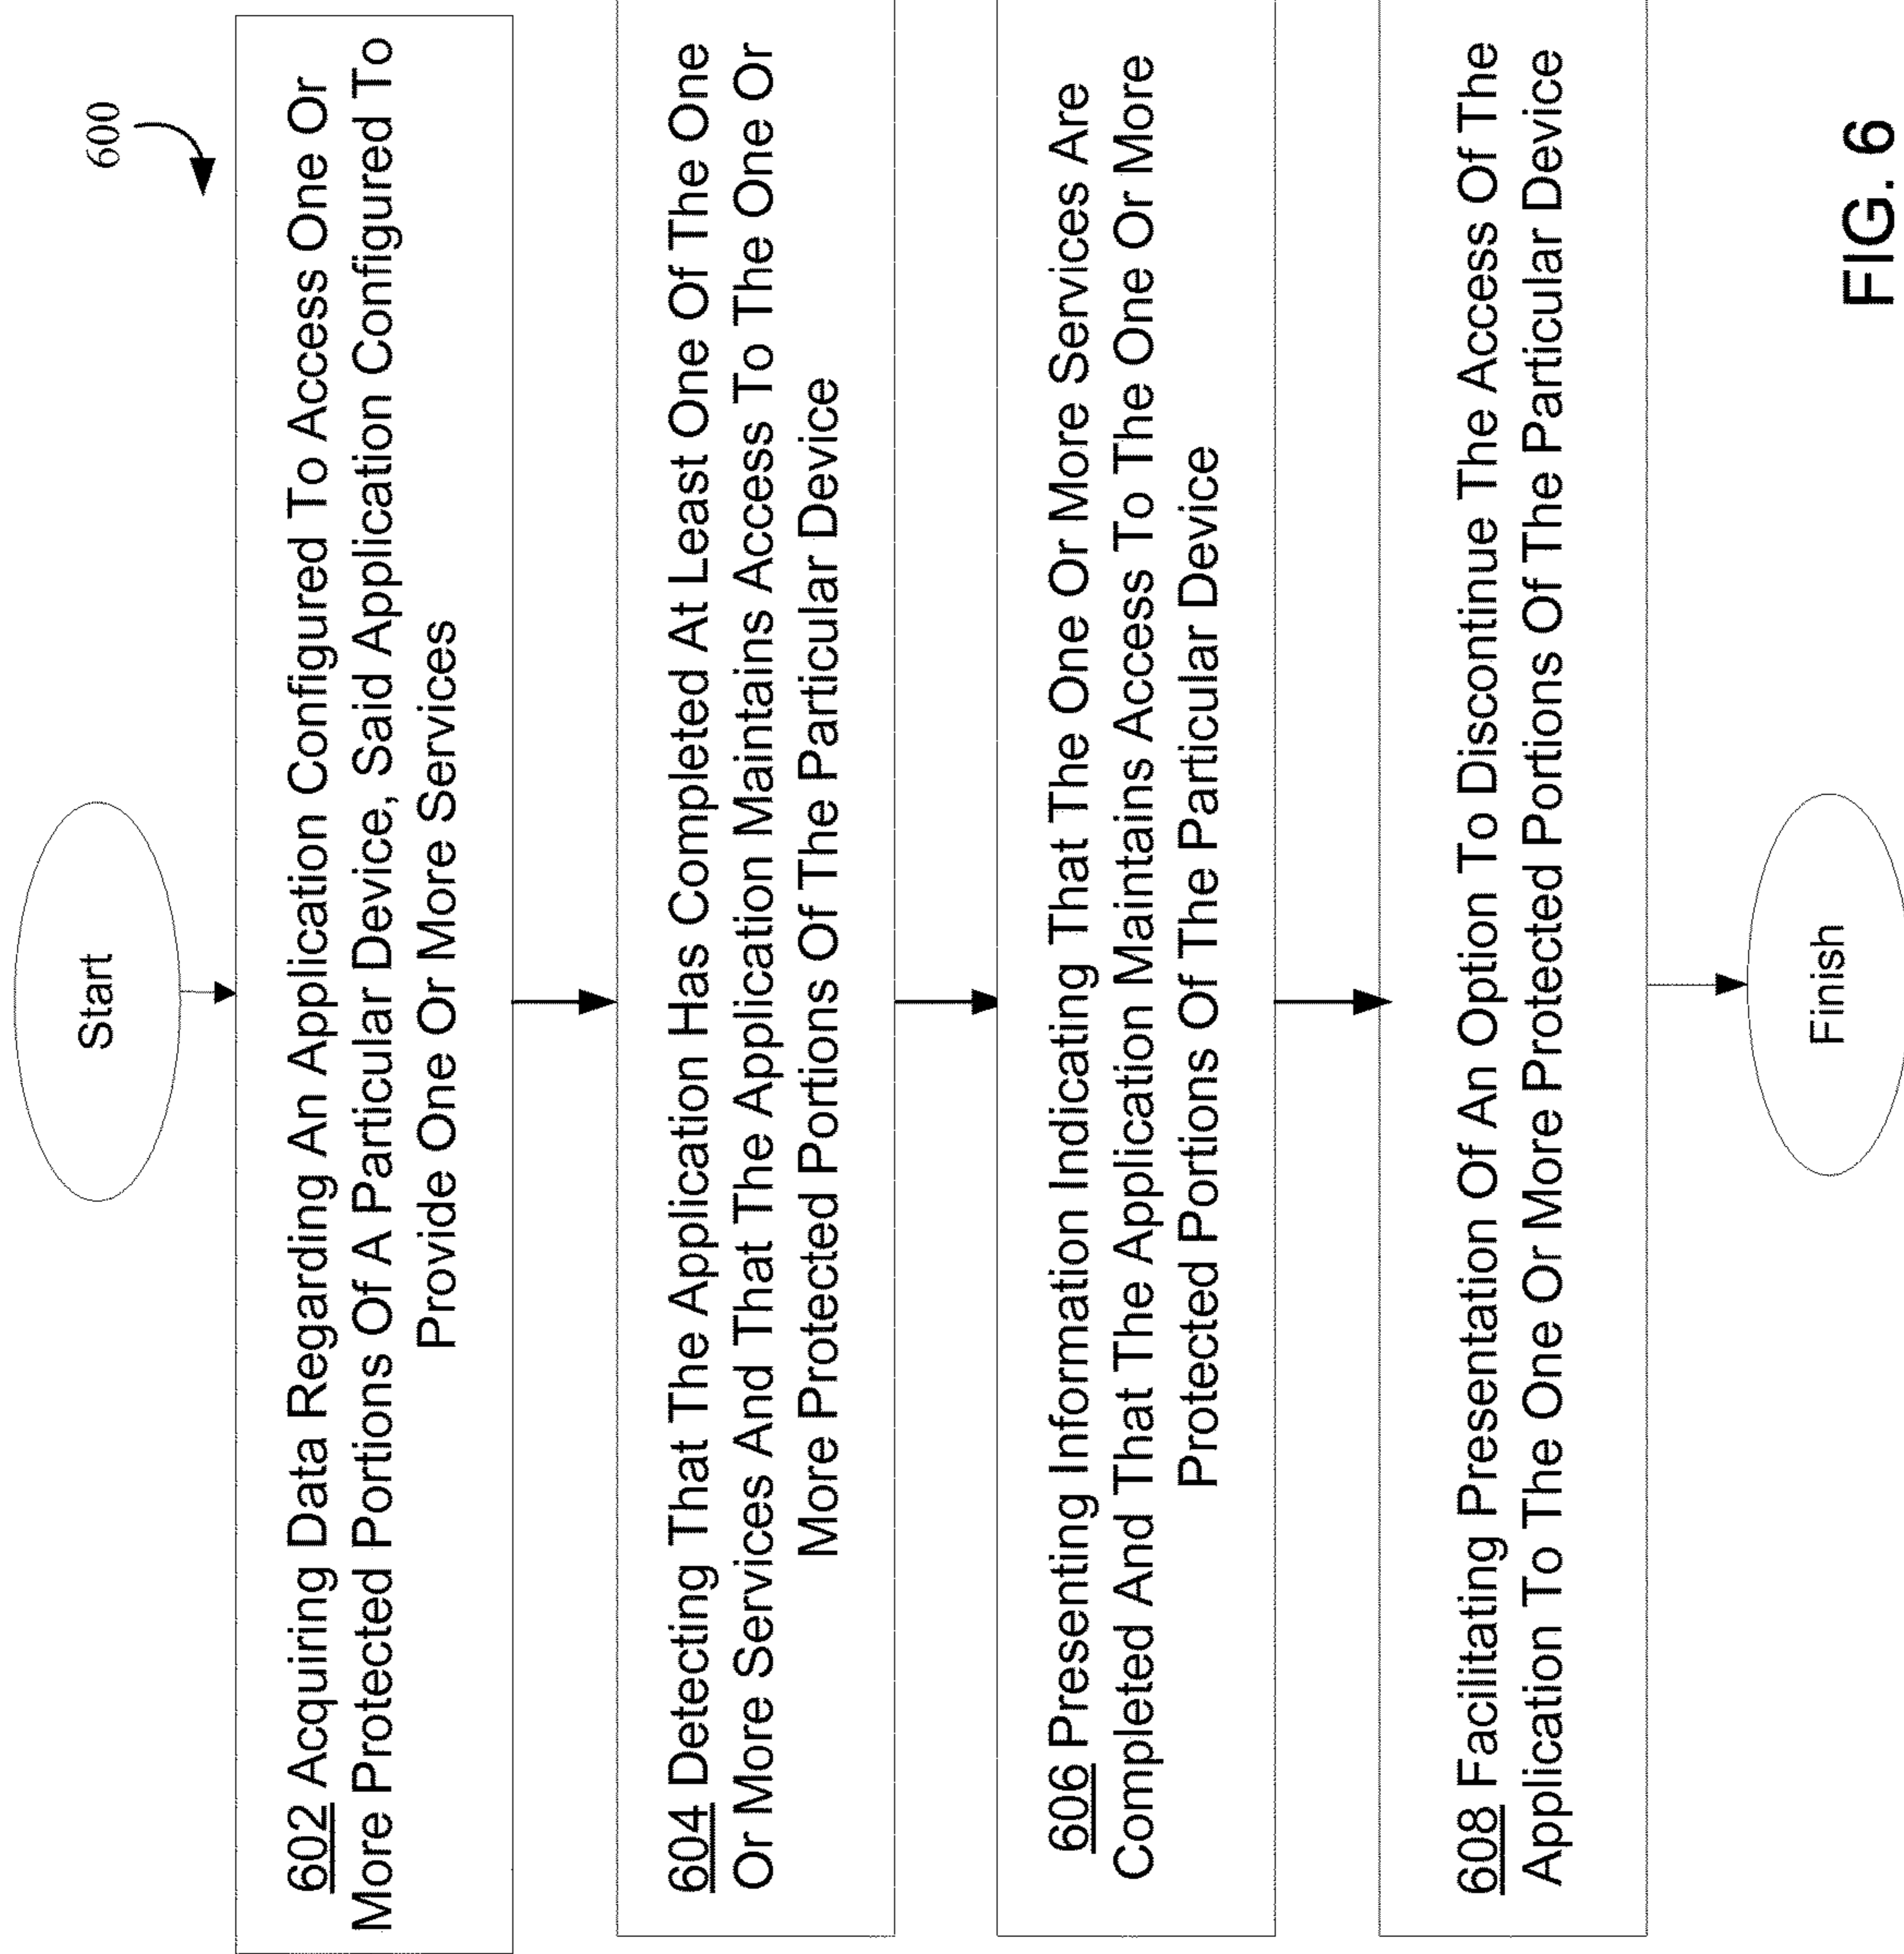 600
Start
602 Acquiring Data Regarding An Application Configured To Access One Or
More Protected Portions Of A Particular Device, Said Application Configured To
Provide One Or More Services
604 Detecting That The Application Has Completed At Least One Of The One
Or More Services And That The Application Maintains Access To The One Or
More Protected Portions Of The Particular Device
606 Presenting Information Indicating That The One Or More Services Are
Completed And That The Application Maintains Access To The One Or More
Protected Portions Of The Particular Device
608 Facilitating Presentation Of An Option To Discontinue The Access Of The
Application To The One Or More Protected Portions Of The Particular Device
Finish
FIG. 6